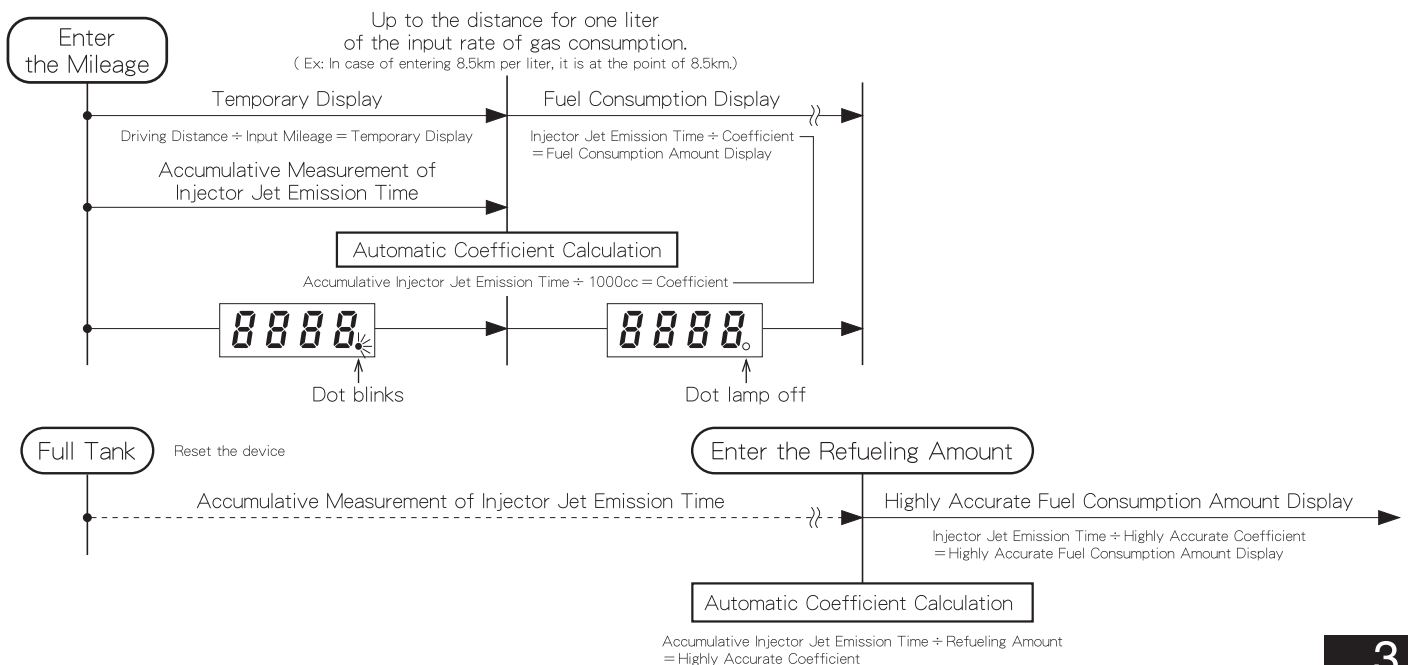 Enter
the Mileage
Up to the distance for one liter
of the input rate of gas consumption.
( Ex: In case of entering 8.5km per liter, it is at the point of 8.5km.)
Temporary Display
Fuel Consumption Display
Driving Distance ÷ Input Mileage = Temporary Display
Injector Jet Emission Time ÷ Coefficient
= Fuel Consumption Amount Display
Accumulative Measurement of
Injector Jet Emission Time
Automatic Coefficient Calculation
Accumulative Injector Jet Emission Time ÷ 1000cc = Coefficient
8888.
8888.
Dot blinks
Dot lamp off
Full Tank
Reset the device
Enter the Refueling Amount
Accumulative Measurement of Injector Jet Emission Time
Highly Accurate Fuel Consumption Amount Display
Injector Jet Emission Time ÷ Highly Accurate Coefficient
= Highly Accurate Fuel Consumption Amount Display
Automatic Coefficient Calculation
Accumulative Injector Jet Emission Time ÷ Refueling Amount
= Highly Accurate Coefficient
3